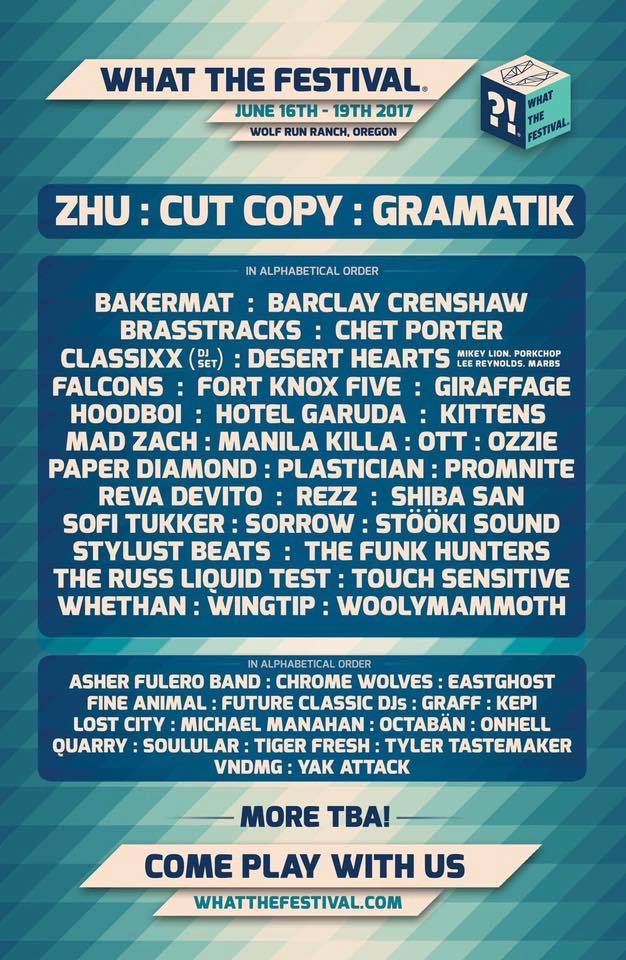 WHAT THE FESTIVAL®
JUNE 16TH - 19TH 2017
WOLF RUN RANCH, OREGON
?!
WHAT
THE
FESTIVAL.
ZHU : CUT COPY : GRAMATIK
IN ALPHABETICAL ORDER
BAKERMAT : BARCLAY CRENSHAW
BRASSTRACKS : CHET PORTER
CLASSIXX (DJ SET) : DESERT HEARTS MIKEY LION. PORKCHOP LEE REYNOLDS. MARBS
FALCONS : FORT KNOX FIVE : GIRAFFAGE
HOODBOI : HOTEL GARUDA : KITTENS
MAD ZACH : MANILA KILLA : OTT : OZZIE
PAPER DIAMOND : PLASTICIAN : PROMNITE
REVA DEVITO : REZZ : SHIBA SAN
SOFI TUKKER : SORROW : STÖÖKI SOUND
STYLUST BEATS : THE FUNK HUNTERS
THE RUSS LIQUID TEST : TOUCH SENSITIVE
WHETHAN : WINGTIP : WOOLYMAMMOTH
IN ALPHABETICAL ORDER
ASHER FULERO BAND : CHROME WOLVES : EASTGHOST
FINE ANIMAL : FUTURE CLASSIC DJs : GRAFF : KEPI
LOST CITY : MICHAEL MANAHAN : OCTABÄN : ONHELL
QUARRY : SOULULAR : TIGER FRESH : TYLER TASTEMAKER
VNDMG : YAK ATTACK
MORE TBA!
COME PLAY WITH US
WHATTHEFESTIVAL.COM